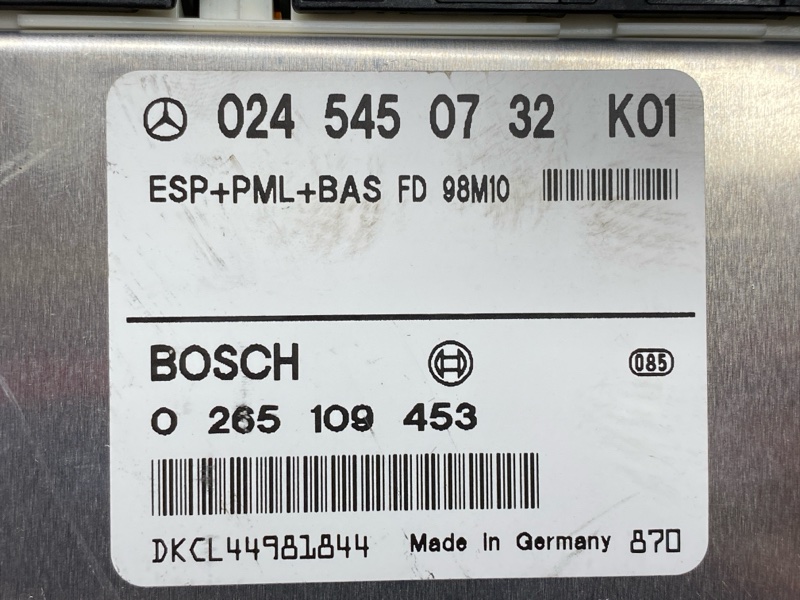 024 545 07 32 K01
ESP+PML+BAS FD 98M10
BOSCH 085
0 265 109 453
DKCL44981844 Made in Germany 870